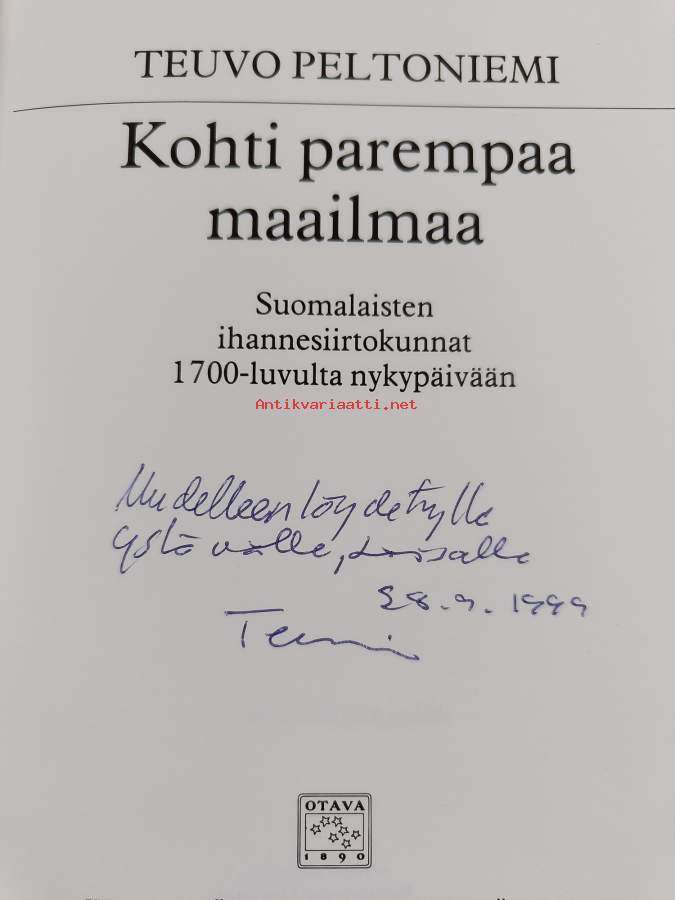 TEUVO PELTONIEMI
Kohti parempaa
maailmaa
Suomalaisten
ihannesiirtokunnat
1700-luvulta nykypäivään
Antikvariaatti.net
Uudelleen löydetylle
ystävälle,
28.9.1999
OTAVA
1890